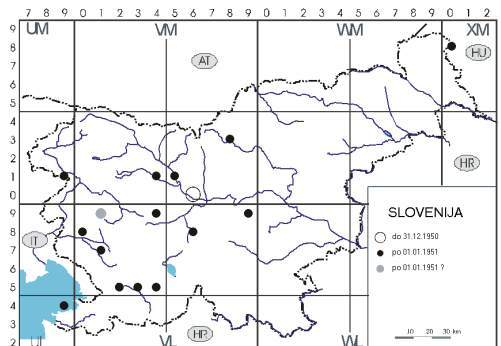 7 8 9 0 1 2 3 4 5 6 7 8 9 0 1 2 3 4 5 6 7 8 9 0 1 2
9 UM VM WM XM
8 HU
7 AT
6
5
4
3
2 HR
1
0
9 SLOVENIJA
8 do 31.12.1950
7 IT po 01.01.1951
6 po 01.01.1951 ?
5
4
3 HR 10 20 30 km
2 UL VL WL